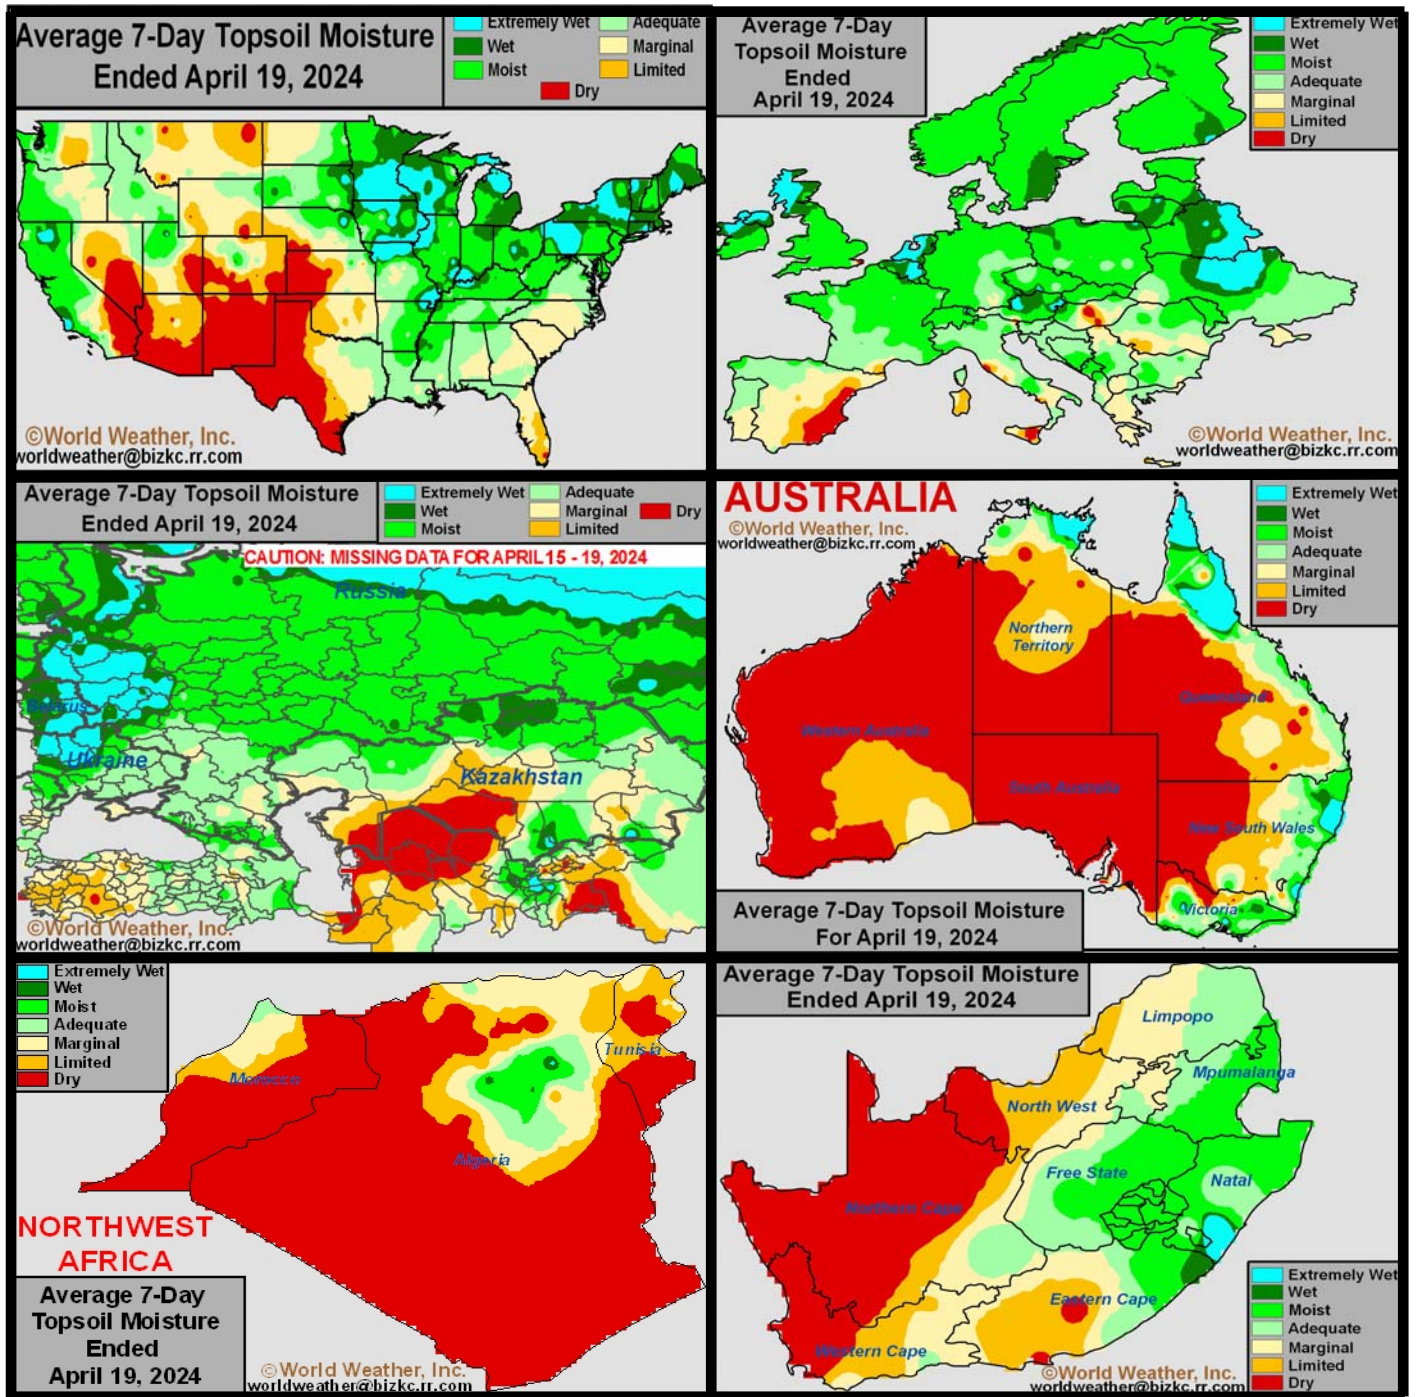 Average 7-Day Topsoil Moisture
Ended April 19, 2024
Extremely Wet
Wet
Moist
Adequate
Marginal
Limited
Dry
©World Weather, Inc.
worldweather@bizkc.rr.com
Average 7-Day
Topsoil Moisture
Ended
April 19, 2024
Extremely Wet
Wet
Moist
Adequate
Marginal
Limited
Dry
©World Weather, Inc.
worldweather@bizkc.rr.com
Average 7-Day Topsoil Moisture
Ended April 19, 2024
Extremely Wet
Wet
Moist
Adequate
Marginal
Limited
Dry
CAUTION: MISSING DATA FOR APRIL 15 - 19, 2024
Russia
Belarus
Ukraine
Kazakhstan
©World Weather, Inc.
worldweather@bizkc.rr.com
AUSTRALIA
©World Weather, Inc.
worldweather@bizkc.rr.com
Extremely Wet
Wet
Moist
Adequate
Marginal
Limited
Dry
Northern
Territory
Queensland
Western Australia
South Australia
New South Wales
Victoria
Average 7-Day Topsoil Moisture
For April 19, 2024
Extremely Wet
Wet
Moist
Adequate
Marginal
Limited
Dry
Morocco
Tunisia
Algeria
NORTHWEST
AFRICA
Average 7-Day
Topsoil Moisture
Ended
April 19, 2024
©World Weather, Inc.
worldweather@bizkc.rr.com
Average 7-Day Topsoil Moisture
Ended April 19, 2024
Limpopo
Mpumalanga
North West
Free State
Natal
Northern Cape
Eastern Cape
Western Cape
Extremely Wet
Wet
Moist
Adequate
Marginal
Limited
Dry
©World Weather, Inc.
worldweather@bizkc.rr.com